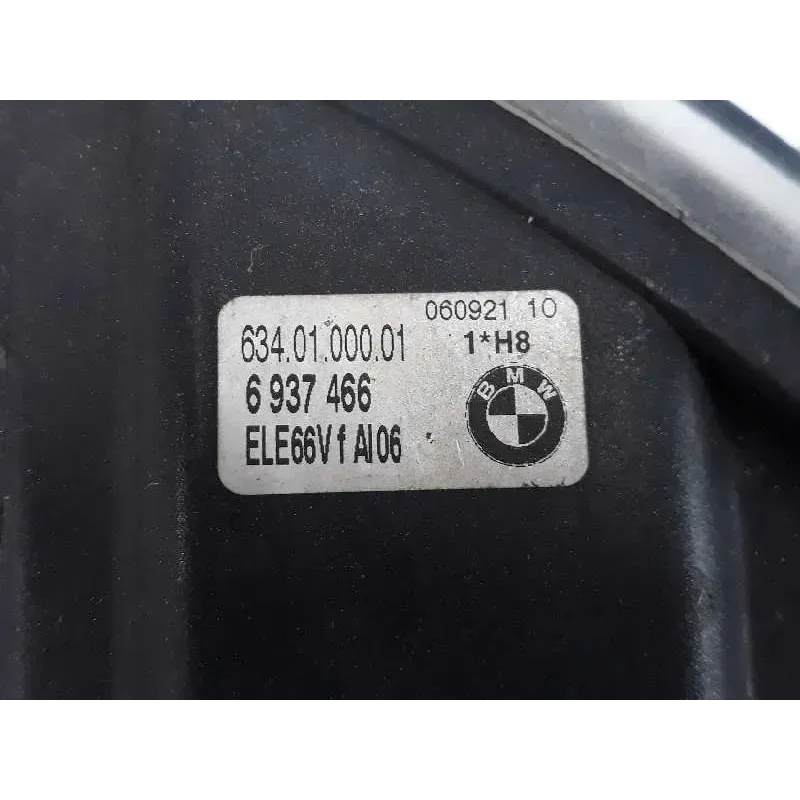 060921 10
634.01.000.01 1*H8
6 937 466
BMW
ELE66V f AI06